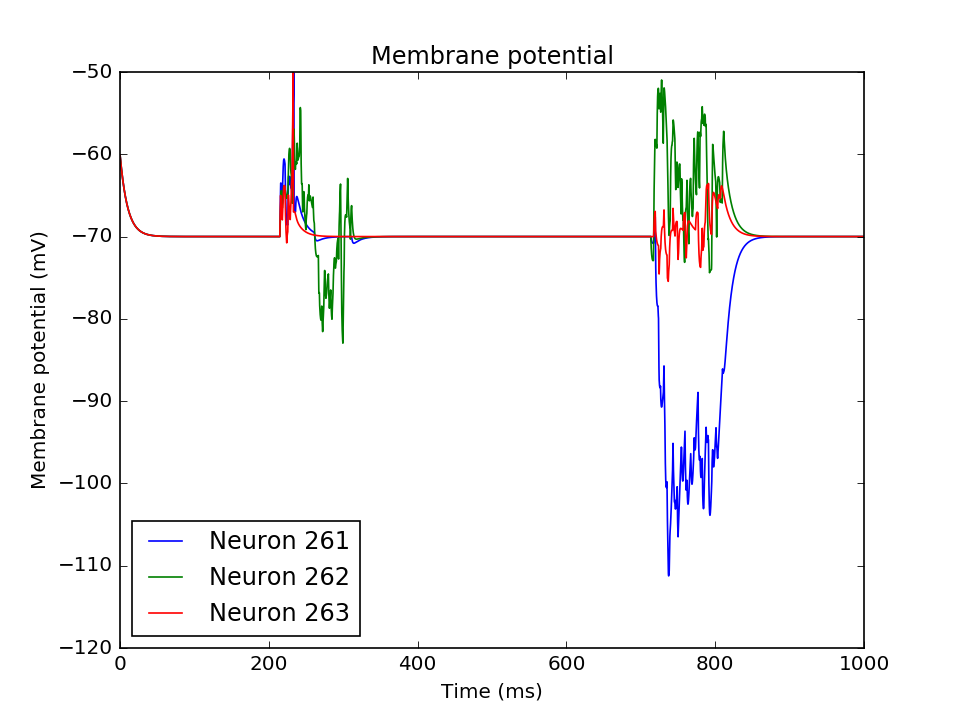 Membrane potential
Membrane potential (mV)
−50
−60
−70
−80
−90
−100
−110
−120
0 200 400 600 800 1000
Time (ms)
Neuron 261
Neuron 262
Neuron 263